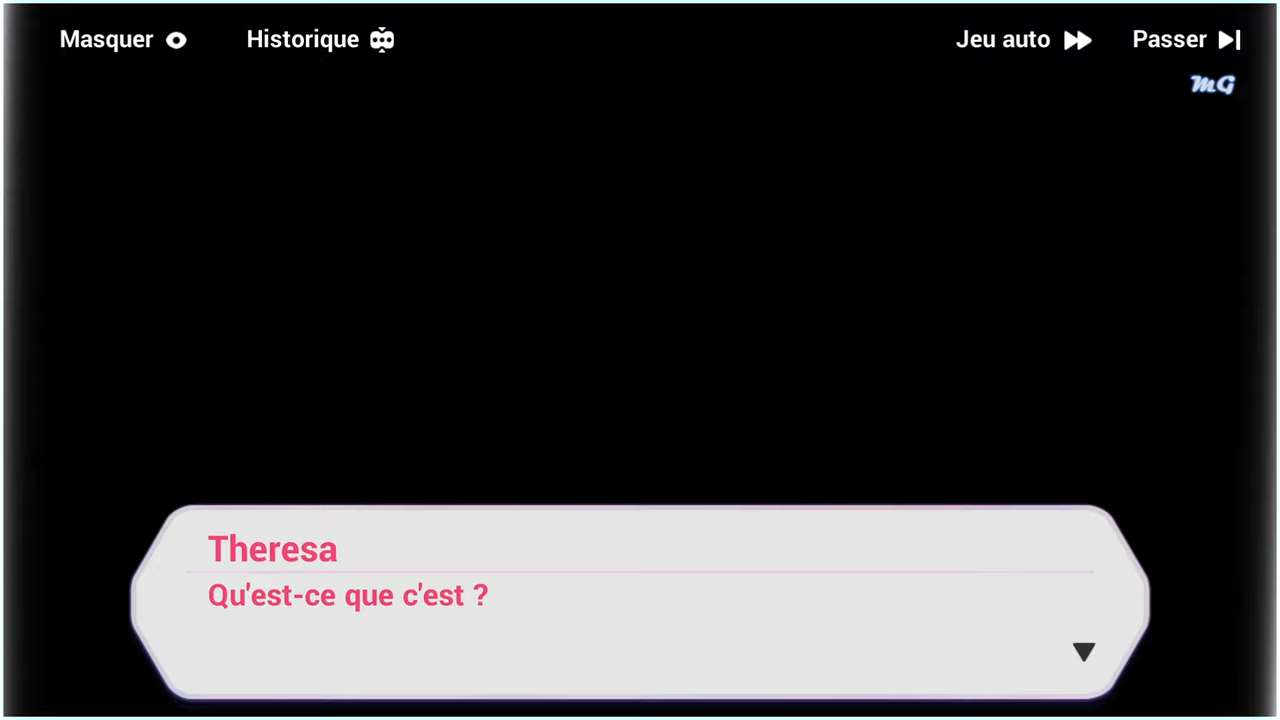 Masquer
Historique
Jeu auto
Passer
MG
Theresa
Qu'est-ce que c'est ?